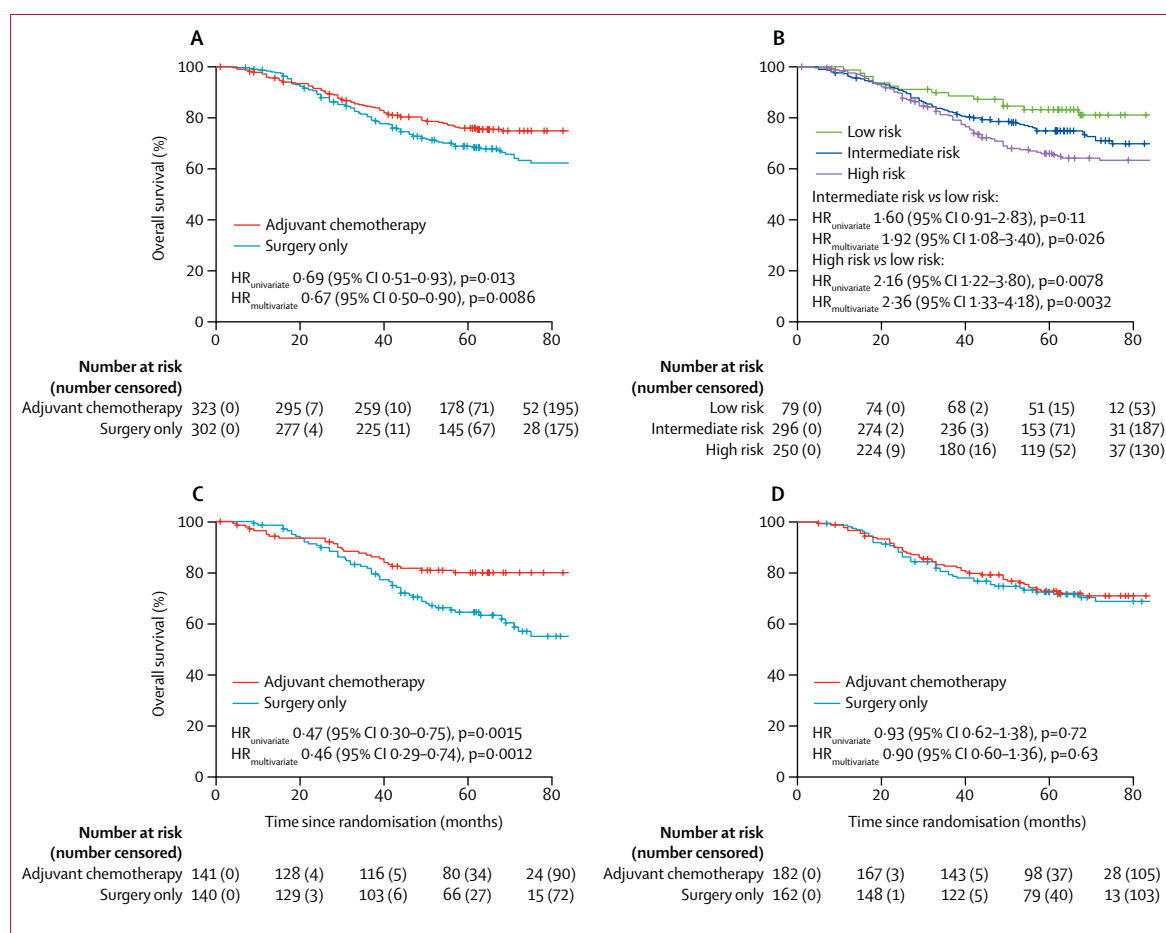 A
Overall survival (%)
100
80
60
40
20
0
Adjuvant chemotherapy
Surgery only
HRunivariate 0·69 (95% CI 0·51–0·93), p=0·013
HRmultivariate 0·67 (95% CI 0·50–0·90), p=0·0086
0 20 40 60 80
Number at risk
(number censored)
Adjuvant chemotherapy 323 (0) 295 (7) 259 (10) 178 (71) 52 (195)
Surgery only 302 (0) 277 (4) 225 (11) 145 (67) 28 (175)
B
100
80
60
40
20
0
Low risk
Intermediate risk
High risk
Intermediate risk vs low risk:
HRunivariate 1·60 (95% CI 0·91–2·83), p=0·11
HRmultivariate 1·92 (95% CI 1·08–3·40), p=0·026
High risk vs low risk:
HRunivariate 2·16 (95% CI 1·22–3·80), p=0·0078
HRmultivariate 2·36 (95% CI 1·33–4·18), p=0·0032
0 20 40 60 80
Number at risk
(number censored)
Low risk 79 (0) 74 (0) 68 (2) 51 (15) 12 (53)
Intermediate risk 296 (0) 274 (2) 236 (3) 153 (71) 31 (187)
High risk 250 (0) 224 (9) 180 (16) 119 (52) 37 (130)
C
Overall survival (%)
100
80
60
40
20
0
Adjuvant chemotherapy
Surgery only
HRunivariate 0·47 (95% CI 0·30–0·75), p=0·0015
HRmultivariate 0·46 (95% CI 0·29–0·74), p=0·0012
0 20 40 60 80
Time since randomisation (months)
Number at risk
(number censored)
Adjuvant chemotherapy 141 (0) 128 (4) 116 (5) 80 (34) 24 (90)
Surgery only 140 (0) 129 (3) 103 (6) 66 (27) 15 (72)
D
100
80
60
40
20
0
Adjuvant chemotherapy
Surgery only
HRunivariate 0·93 (95% CI 0·62–1·38), p=0·72
HRmultivariate 0·90 (95% CI 0·60–1·36), p=0·63
0 20 40 60 80
Time since randomisation (months)
Number at risk
(number censored)
Adjuvant chemotherapy 182 (0) 167 (3) 143 (5) 98 (37) 28 (105)
Surgery only 162 (0) 148 (1) 122 (5) 79 (40) 13 (103)